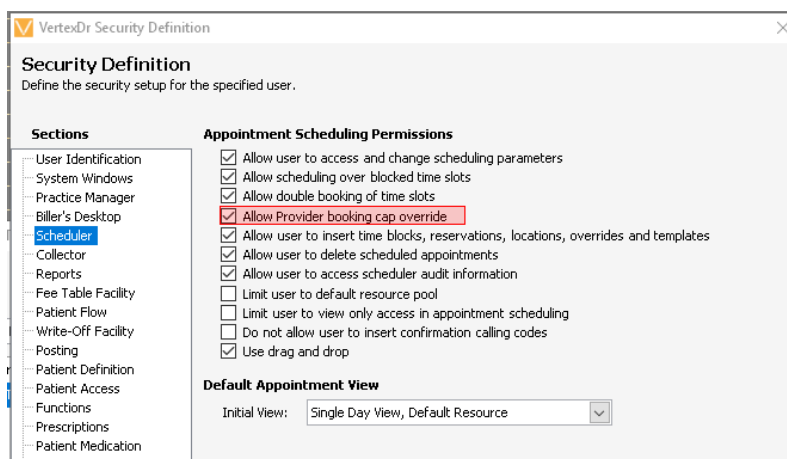 VertexDr Security Definition
Security Definition
Define the security setup for the specified user.
Sections
User Identification
System Windows
Practice Manager
Biller's Desktop
Scheduler
Collector
Reports
Fee Table Facility
Patient Flow
Write-Off Facility
Posting
Patient Definition
Patient Access
Functions
Prescriptions
Patient Medication
Appointment Scheduling Permissions
Allow user to access and change scheduling parameters
Allow scheduling over blocked time slots
Allow double booking of time slots
Allow Provider booking cap override
Allow user to insert time blocks, reservations, locations, overrides and templates
Allow user to delete scheduled appointments
Allow user to access scheduler audit information
Limit user to default resource pool
Limit user to view only access in appointment scheduling
Do not allow user to insert confirmation calling codes
Use drag and drop
Default Appointment View
Initial View: Single Day View, Default Resource